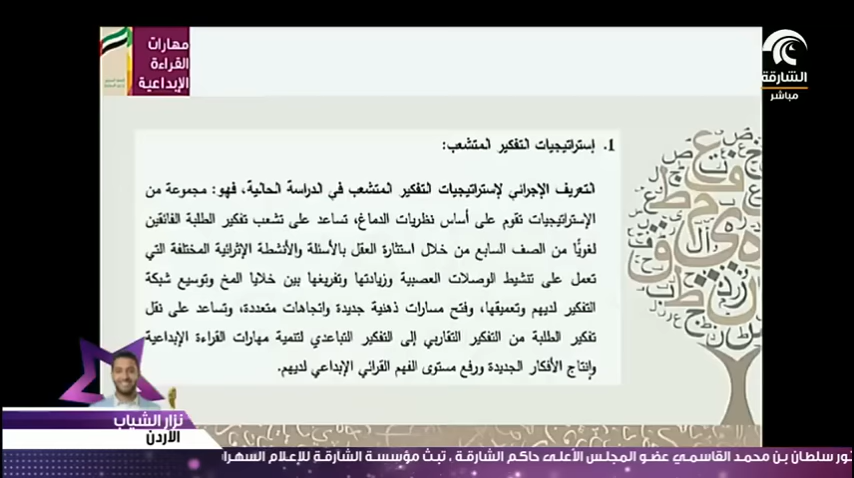 مهارات
القراءة
الإبداعية
الشارقة
مباشر
1. إستراتيجيات التفكير المتشعب:
التعريف الإجرائي لإستراتيجيات التفكير المتشعب في الدراسة الحالية، فهو: مجموعة من
الإستراتيجيات تقوم على أساس نظريات الدماغ، تساعد على تشعب تفكير الطلبة الفائقين
لغويًا من الصف السابع من خلال استثارة العقل بالأسئلة والأنشطة الإثرائية المختلفة التي
تعمل على تنشيط الوصلات العصبية وزيادتها وتفريغها بين خلايا المخ وتوسيع شبكة
التفكير لديهم وتعميقها، وفتح مسارات ذهنية جديدة واتجاهات متعددة، وتساعد على نقل
تفكير الطلبة من التفكير التقاربي إلى التفكير التباعدي لتنمية مهارات القراءة الإبداعية
وإنتاج الأفكار الجديدة ورفع مستوى الفهم القرائي الإبداعي لديهم.
نزار الشياب
الأردن
تور سلطان بن محمد القاسمي عضو المجلس الأعلى حاكم الشارقة ، تبث مؤسسة الشارقة للإعلام السهرا